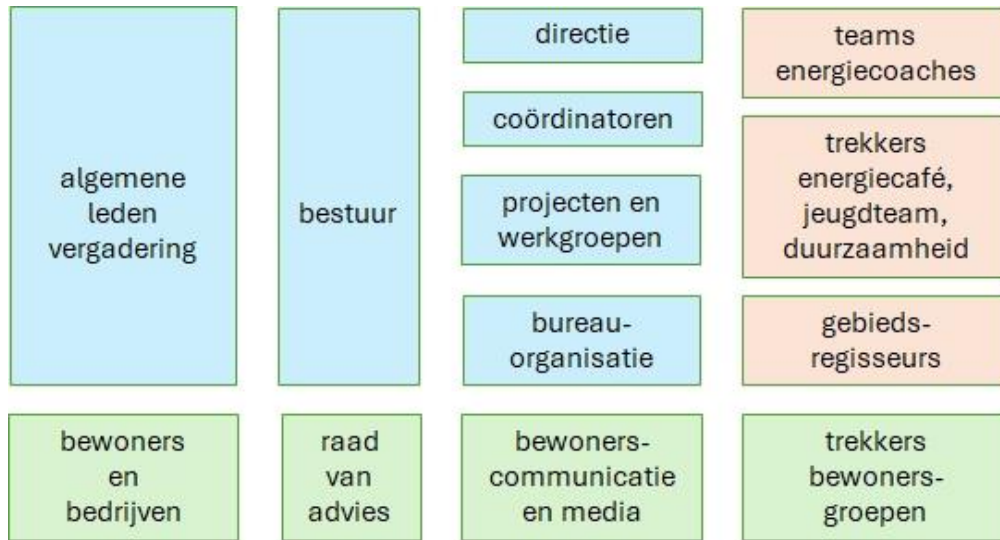 algemene
leden
vergadering
bestuur
directie
coördinatoren
projecten en
werkgroepen
bureau-
organisatie
teams
energiecoaches
trekkers
energiecafé,
jeugdteam,
duurzaamheid
gebieds-
regisseurs
bewoners
en
bedrijven
raad
van
advies
bewoners-
communicatie
en media
trekkers
bewoners-
groepen